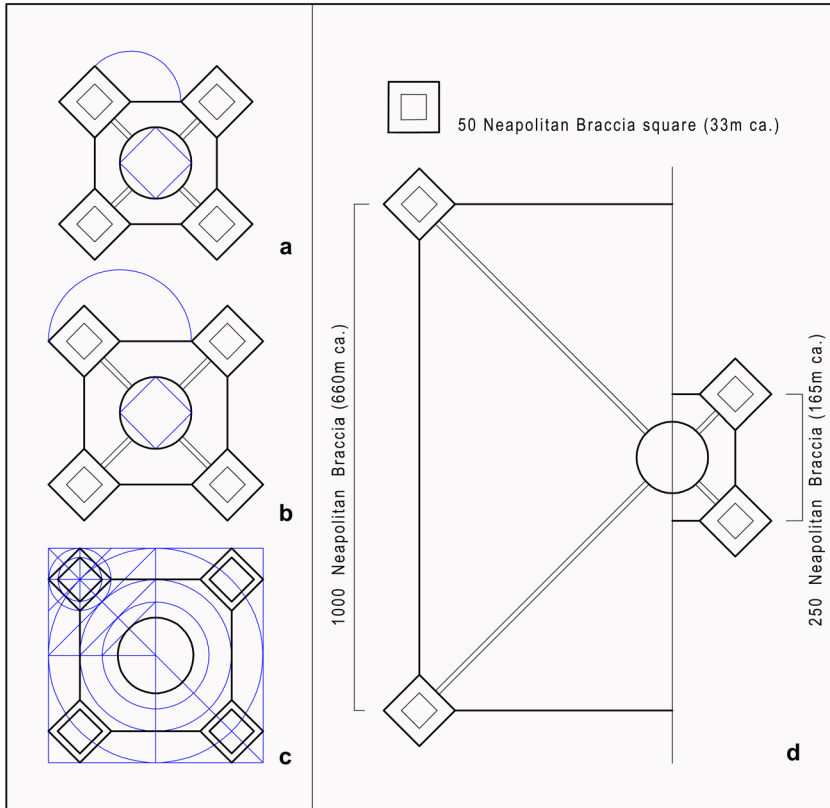 a
b
c
50 Neapolitan Braccia square (33m ca.)
1000 Neapolitan Braccia (660m ca.)
250 Neapolitan Braccia (165m ca.)
d